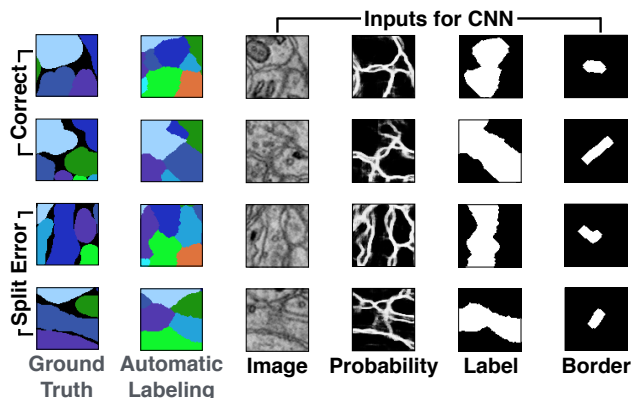 Inputs for CNN
Correct
Split Error
Ground
Truth
Automatic
Labeling
Image
Probability
Label
Border